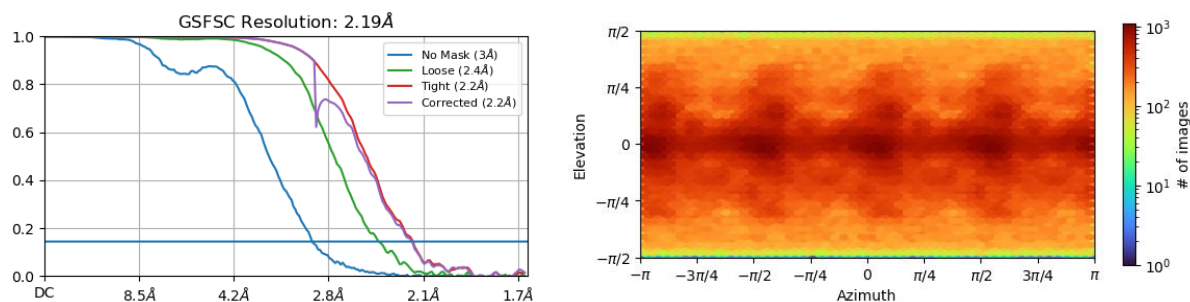 GSFSC Resolution: 2.19Å
1.0
0.8
0.6
0.4
0.2
0.0
DC
8.5Å
4.2Å
2.8Å
2.1Å
1.7Å
No Mask (3Å)
Loose (2.4Å)
Tight (2.2Å)
Corrected (2.2Å)
Elevation
π/2
π/4
0
−π/4
−π/2
−π
−3π/4
−π/2
−π/4
0
π/4
π/2
3π/4
π
Azimuth
10³
10²
10¹
10⁰
# of images